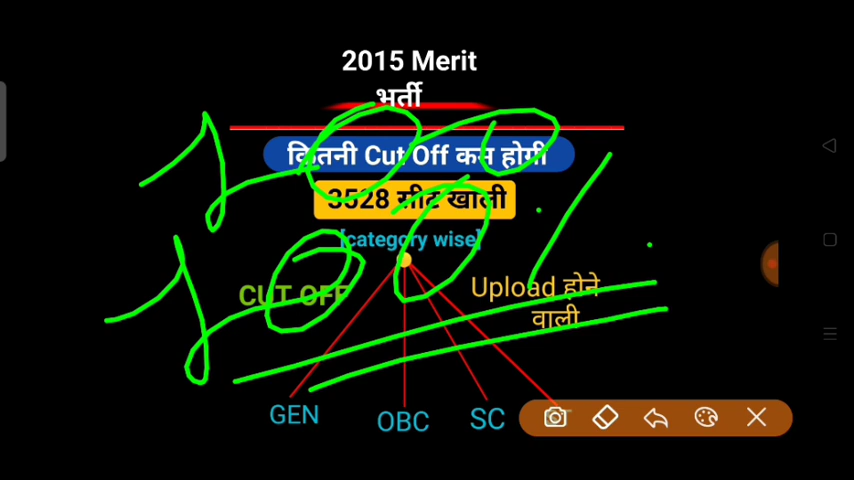 2015 Merit
भर्ती
कितनी Cut Off कम होगी
3528 सीट खाली
[category wise]
CUT OFF
Upload होने
वाली
GEN
OBC
SC